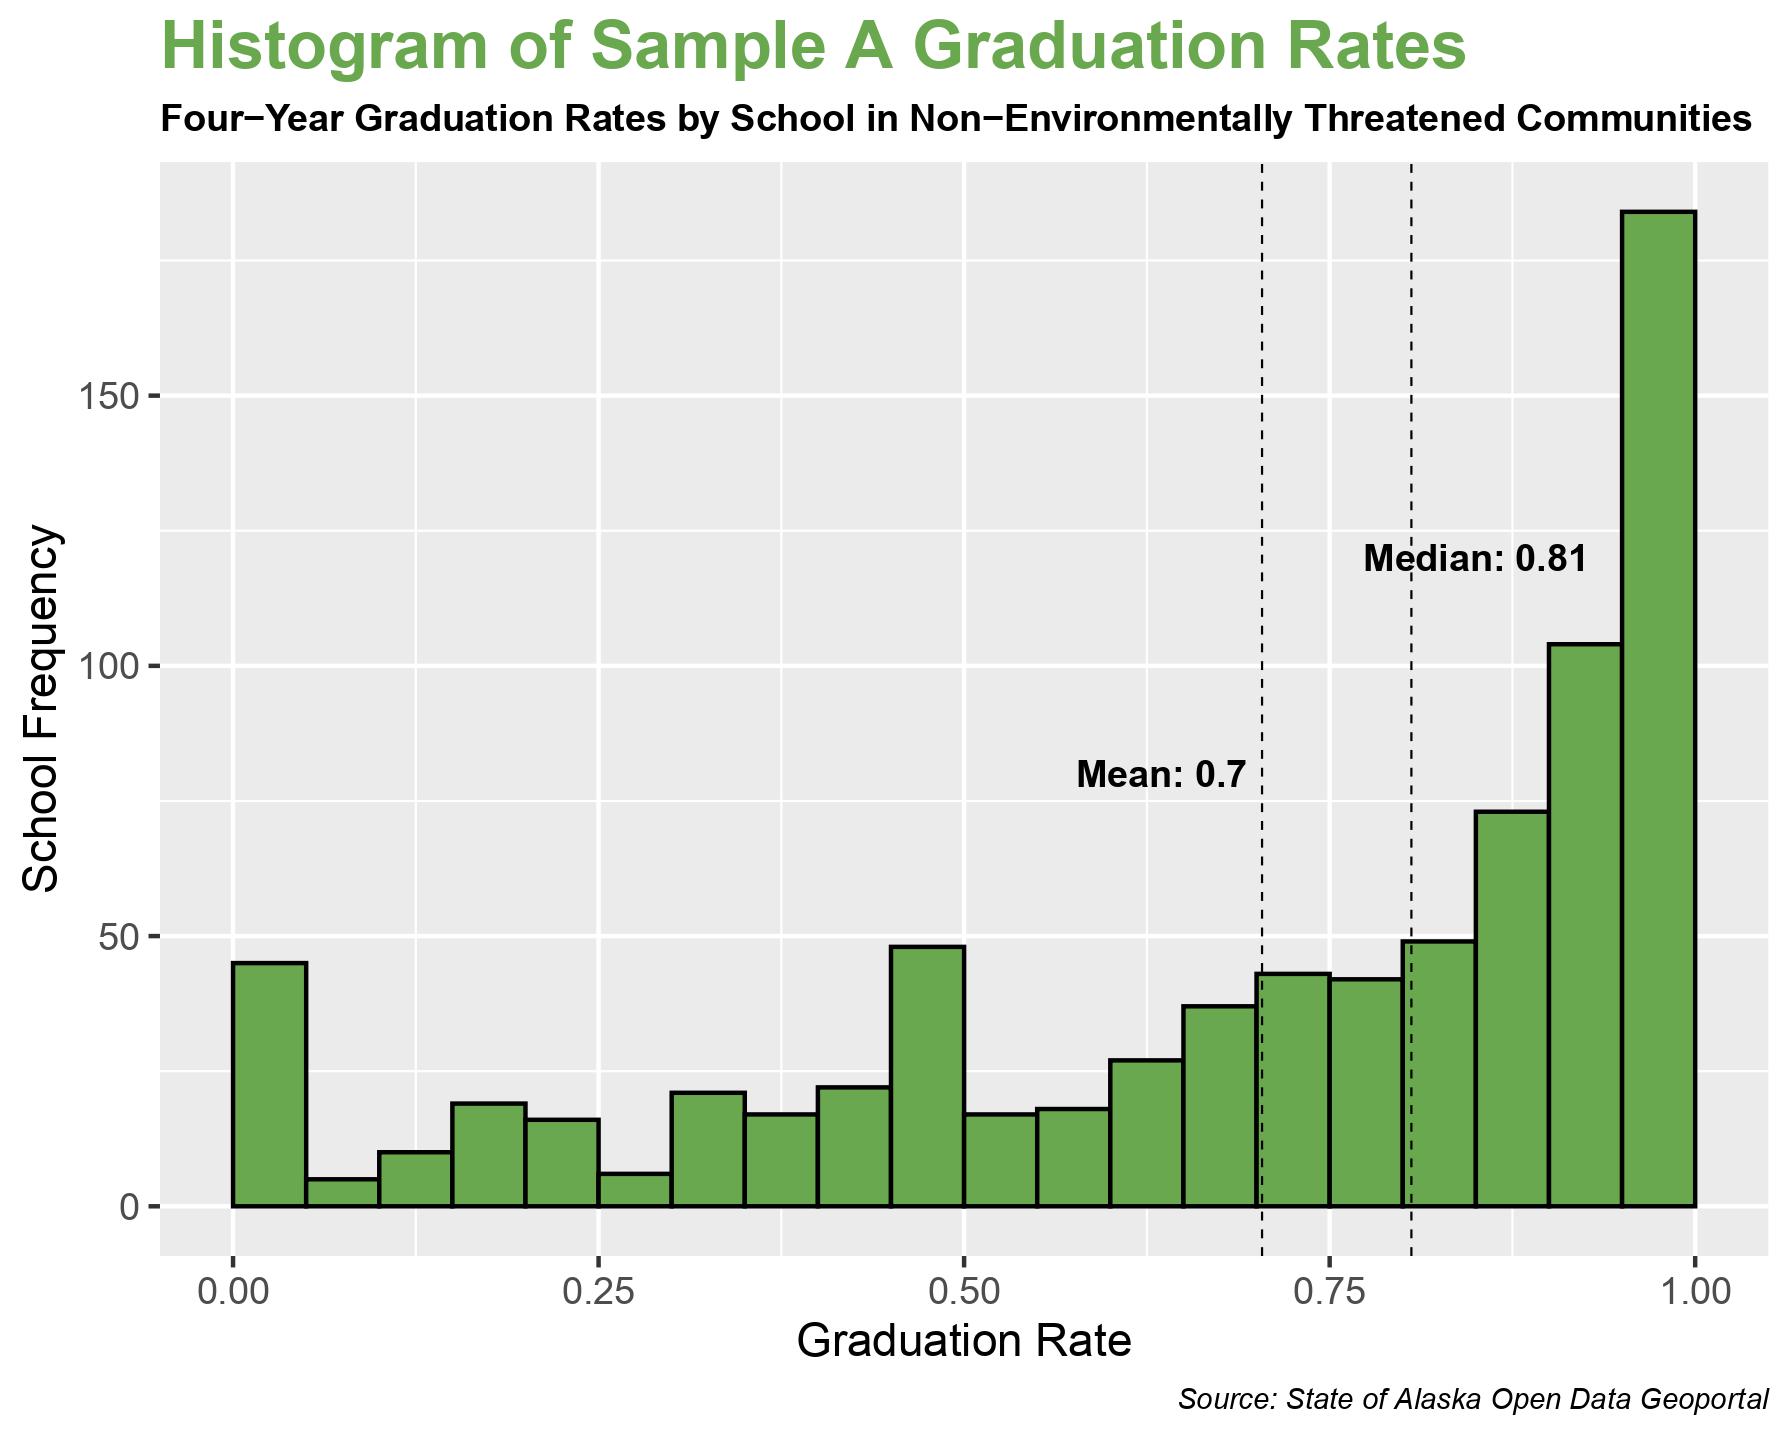 Histogram of Sample A Graduation Rates
Four−Year Graduation Rates by School in Non−Environmentally Threatened Communities
School Frequency
150
100
50
0
Median: 0.81
Mean: 0.7
0.00 0.25 0.50 0.75 1.00
Graduation Rate
Source: State of Alaska Open Data Geoportal